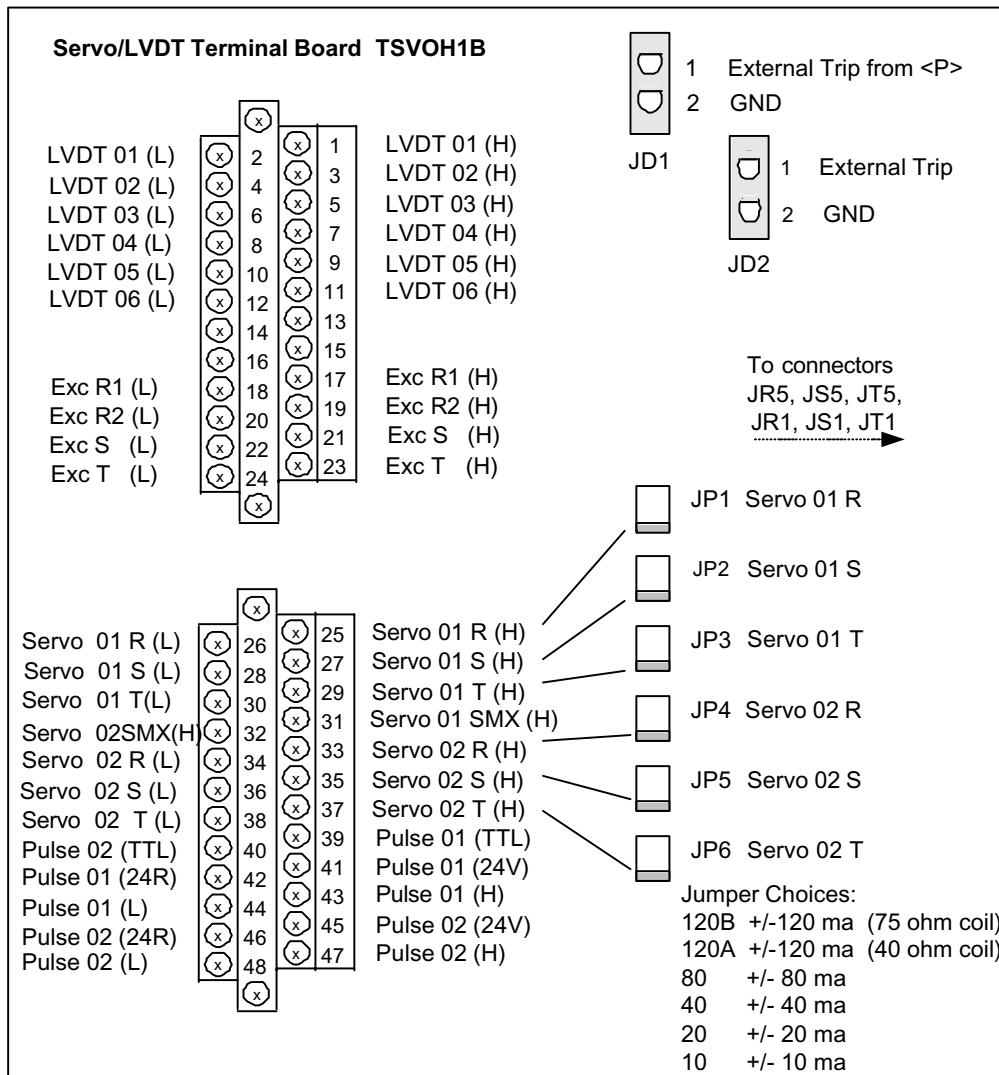 Servo/LVDT Terminal Board TSVOH1B
1 External Trip from <P>
2 GND
JD1
1 External Trip
2 GND
JD2
x
LVDT 01 (L) x 2 x 1 LVDT 01 (H)
LVDT 02 (L) x 4 x 3 LVDT 02 (H)
LVDT 03 (L) x 6 x 5 LVDT 03 (H)
LVDT 04 (L) x 8 x 7 LVDT 04 (H)
LVDT 05 (L) x 10 x 9 LVDT 05 (H)
LVDT 06 (L) x 12 x 11 LVDT 06 (H)
x 14 x 13
x 16 x 15
Exc R1 (L) x 18 x 17 Exc R1 (H)
Exc R2 (L) x 20 x 19 Exc R2 (H)
Exc S (L) x 22 x 21 Exc S (H)
Exc T (L) x 24 x 23 Exc T (H)
x
To connectors
JR5, JS5, JT5,
JR1, JS1, JT1
x
Servo 01 R (L) x 26 x 25 Servo 01 R (H)
Servo 01 S (L) x 28 x 27 Servo 01 S (H)
Servo 01 T(L) x 30 x 29 Servo 01 T (H)
Servo 02SMX(H) x 32 x 31 Servo 01 SMX (H)
Servo 02 R (L) x 34 x 33 Servo 02 R (H)
Servo 02 S (L) x 36 x 35 Servo 02 S (H)
Servo 02 T (L) x 38 x 37 Servo 02 T (H)
Pulse 02 (TTL) x 40 x 39 Pulse 01 (TTL)
Pulse 01 (24R) x 42 x 41 Pulse 01 (24V)
Pulse 01 (L) x 44 x 43 Pulse 01 (H)
Pulse 02 (24R) x 46 x 45 Pulse 02 (24V)
Pulse 02 (L) x 48 x 47 Pulse 02 (H)
x
JP1 Servo 01 R
JP2 Servo 01 S
JP3 Servo 01 T
JP4 Servo 02 R
JP5 Servo 02 S
JP6 Servo 02 T
Jumper Choices:
120B +/-120 ma (75 ohm coil)
120A +/-120 ma (40 ohm coil)
80 +/- 80 ma
40 +/- 40 ma
20 +/- 20 ma
10 +/- 10 ma